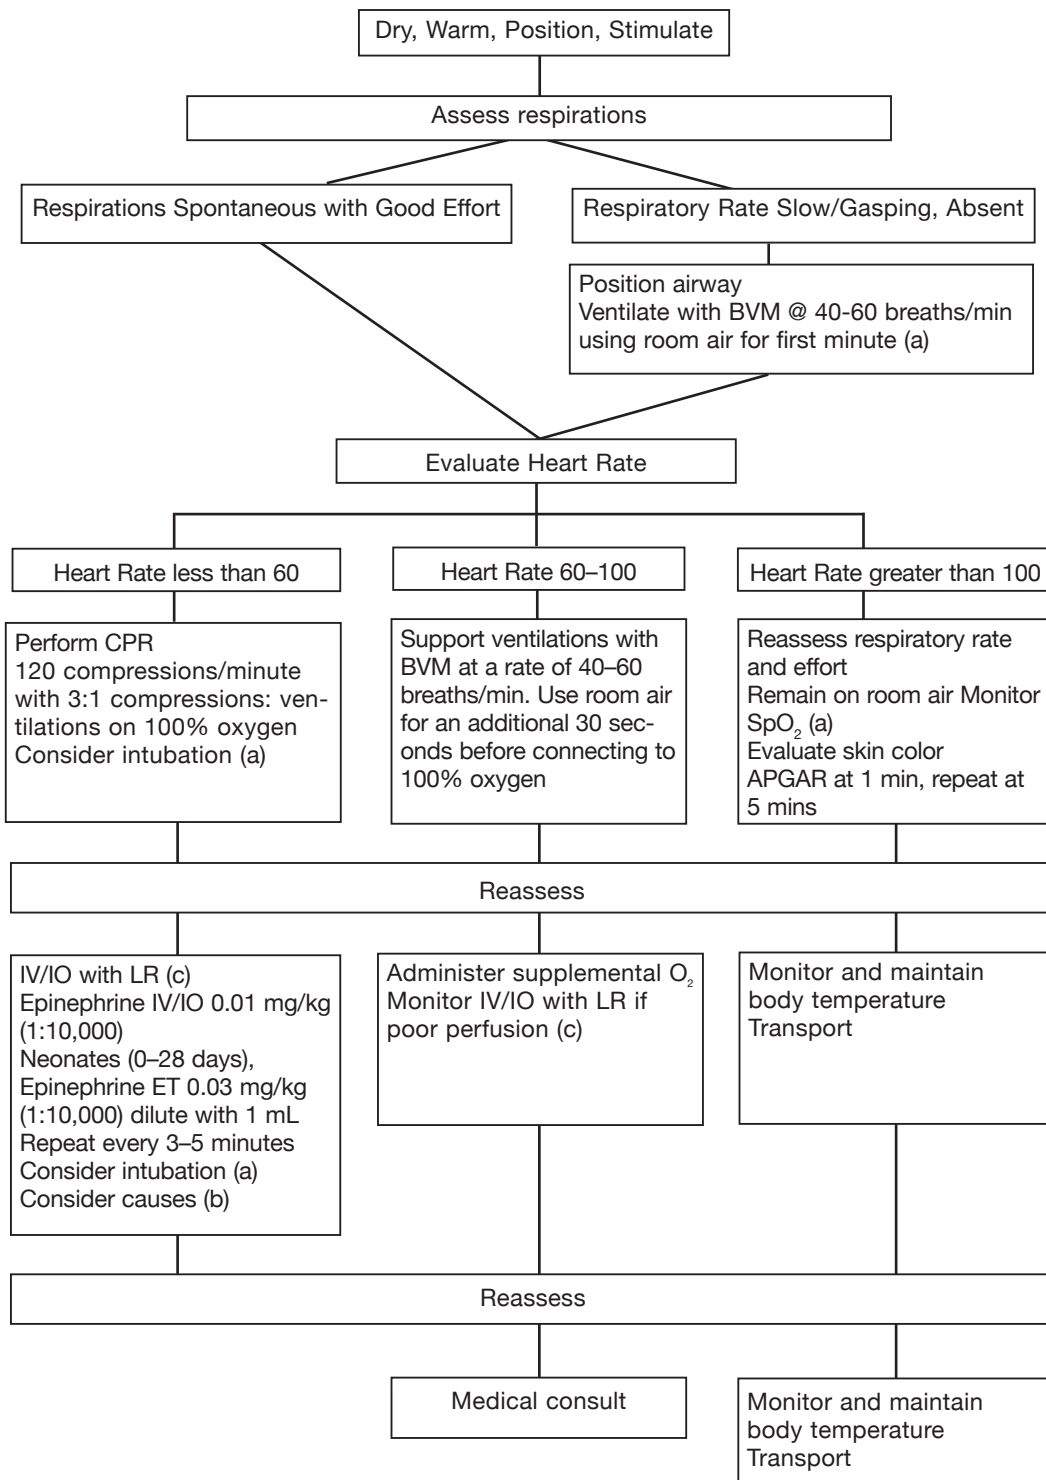 Dry, Warm, Position, Stimulate
Assess respirations
Respirations Spontaneous with Good Effort
Respiratory Rate Slow/Gasping, Absent
Position airway
Ventilate with BVM @ 40-60 breaths/min
using room air for first minute (a)
Evaluate Heart Rate
Heart Rate less than 60
Heart Rate 60–100
Heart Rate greater than 100
Perform CPR
120 compressions/minute
with 3:1 compressions: ven-
tilations on 100% oxygen
Consider intubation (a)
Support ventilations with
BVM at a rate of 40–60
breaths/min. Use room air
for an additional 30 sec-
onds before connecting to
100% oxygen
Reassess respiratory rate
and effort
Remain on room air Monitor
SpO₂ (a)
Evaluate skin color
APGAR at 1 min, repeat at
5 mins
Reassess
IV/IO with LR (c)
Epinephrine IV/IO 0.01 mg/kg
(1:10,000)
Neonates (0–28 days),
Epinephrine ET 0.03 mg/kg
(1:10,000) dilute with 1 mL
Repeat every 3–5 minutes
Consider intubation (a)
Consider causes (b)
Administer supplemental O₂
Monitor IV/IO with LR if
poor perfusion (c)
Monitor and maintain
body temperature
Transport
Reassess
Medical consult
Monitor and maintain
body temperature
Transport